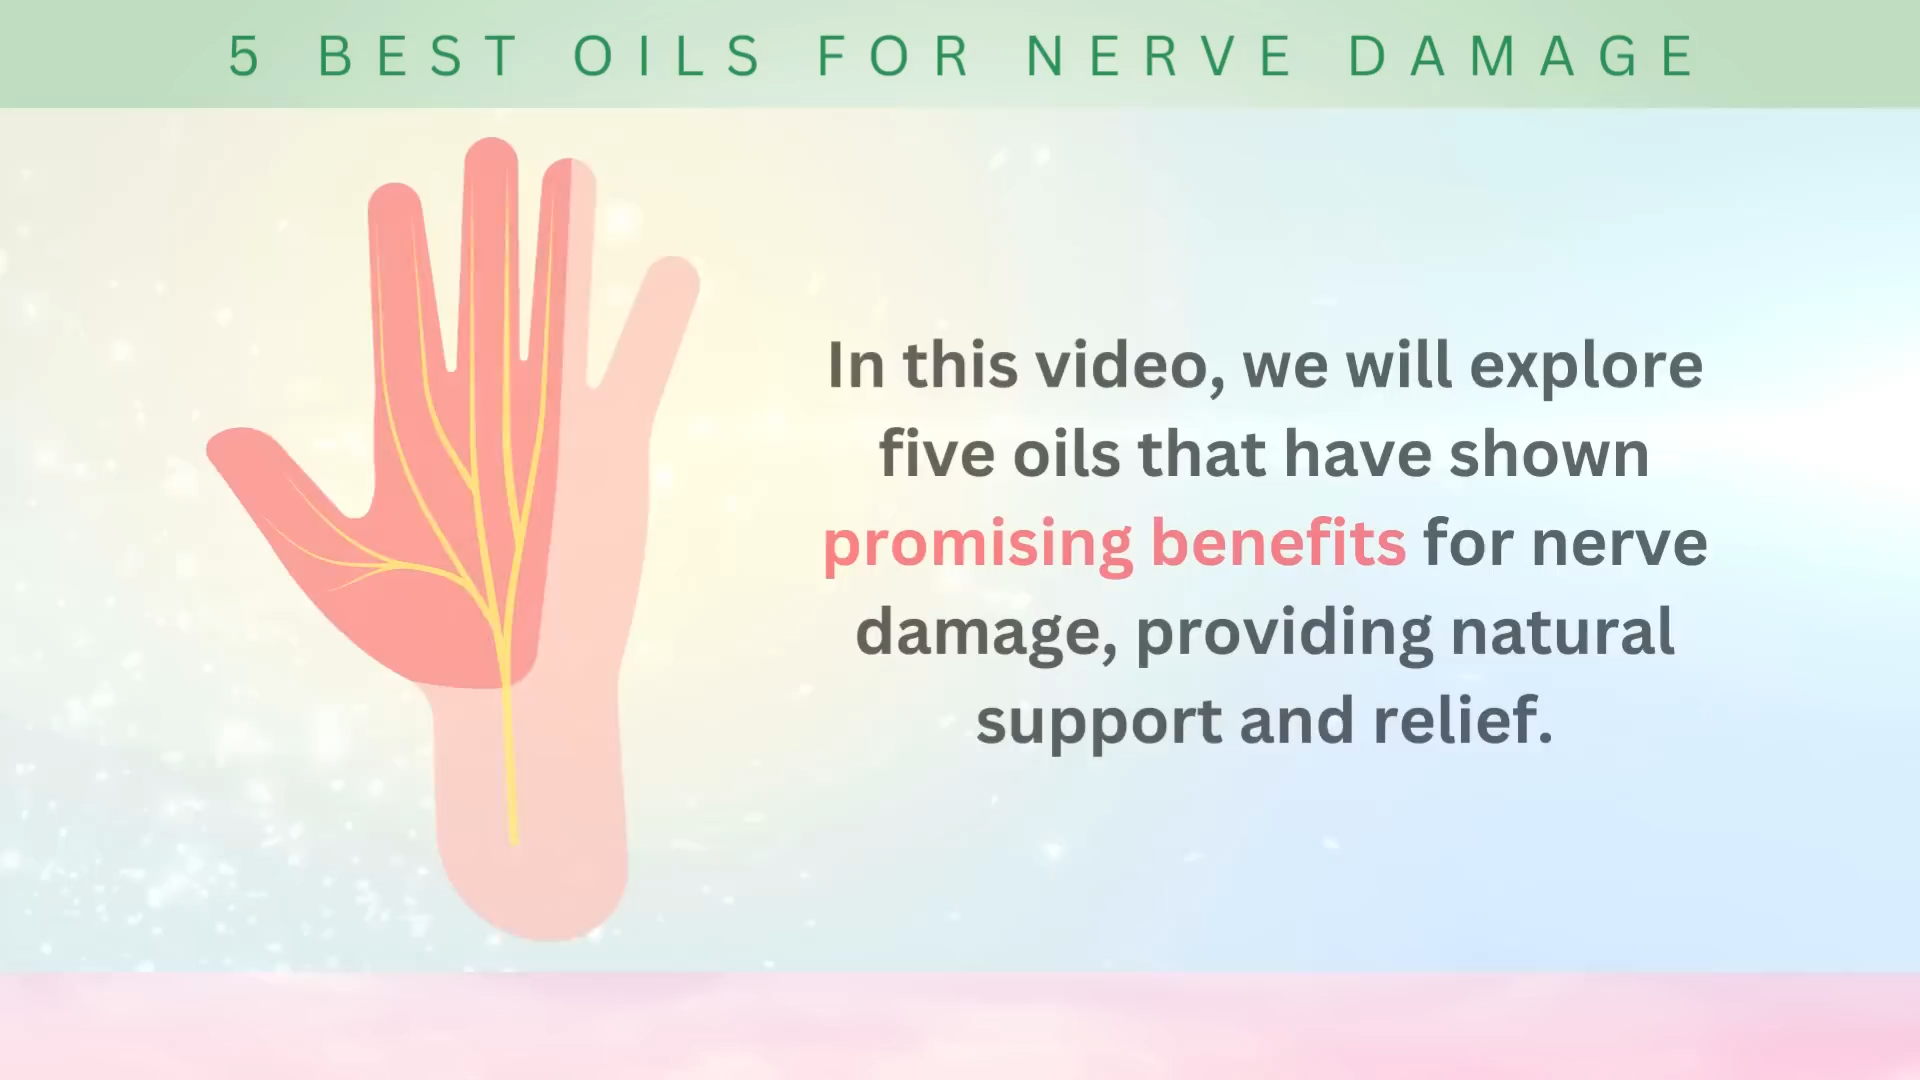 5 BEST OILS FOR NERVE DAMAGE
In this video, we will explore
five oils that have shown
promising benefits for nerve
damage, providing natural
support and relief.